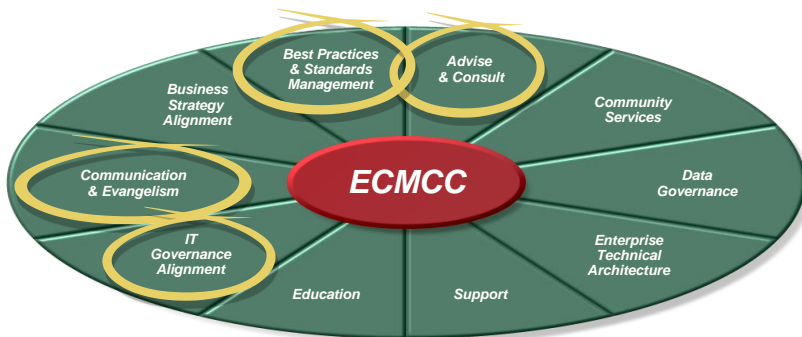 Best Practices
& Standards
Management
Advise
& Consult
Business
Strategy
Alignment
Community
Services
Communication
& Evangelism
ECMCC
Data
Governance
IT
Governance
Alignment
Enterprise
Technical
Architecture
Education
Support